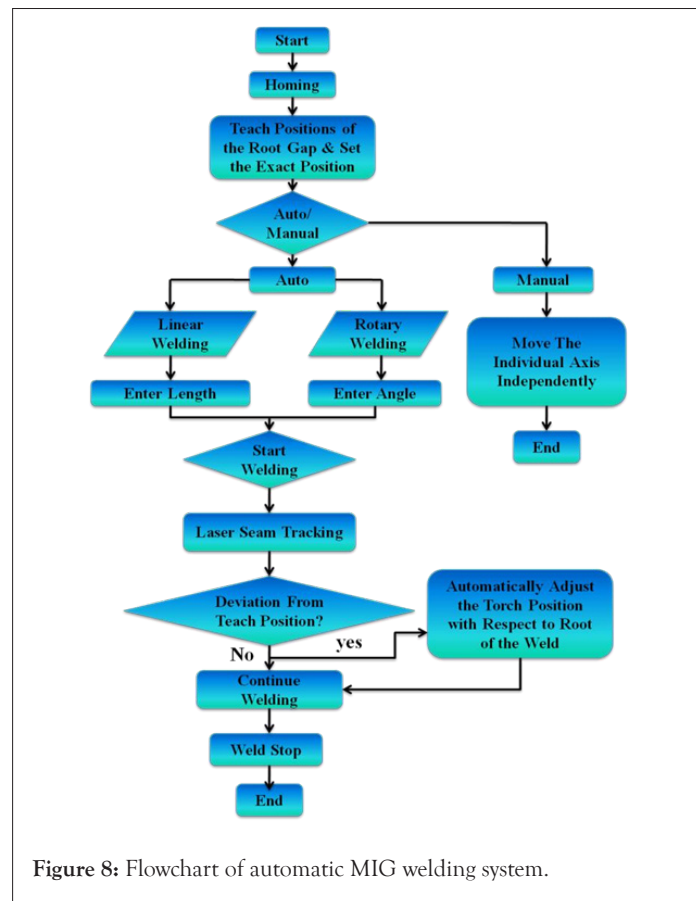 Start
Homing
Teach Positions of
the Root Gap & Set
the Exact Position
Auto/
Manual
Auto
Manual
Linear
Welding
Rotary
Welding
Move The
Individual Axis
Independently
Enter Length
Enter Angle
End
Start
Welding
Laser Seam Tracking
Deviation From
Teach Position?
Automatically Adjust
the Torch Position
with Respect to Root
of the Weld
yes
No
Continue
Welding
Weld Stop
End
Figure 8: Flowchart of automatic MIG welding system.